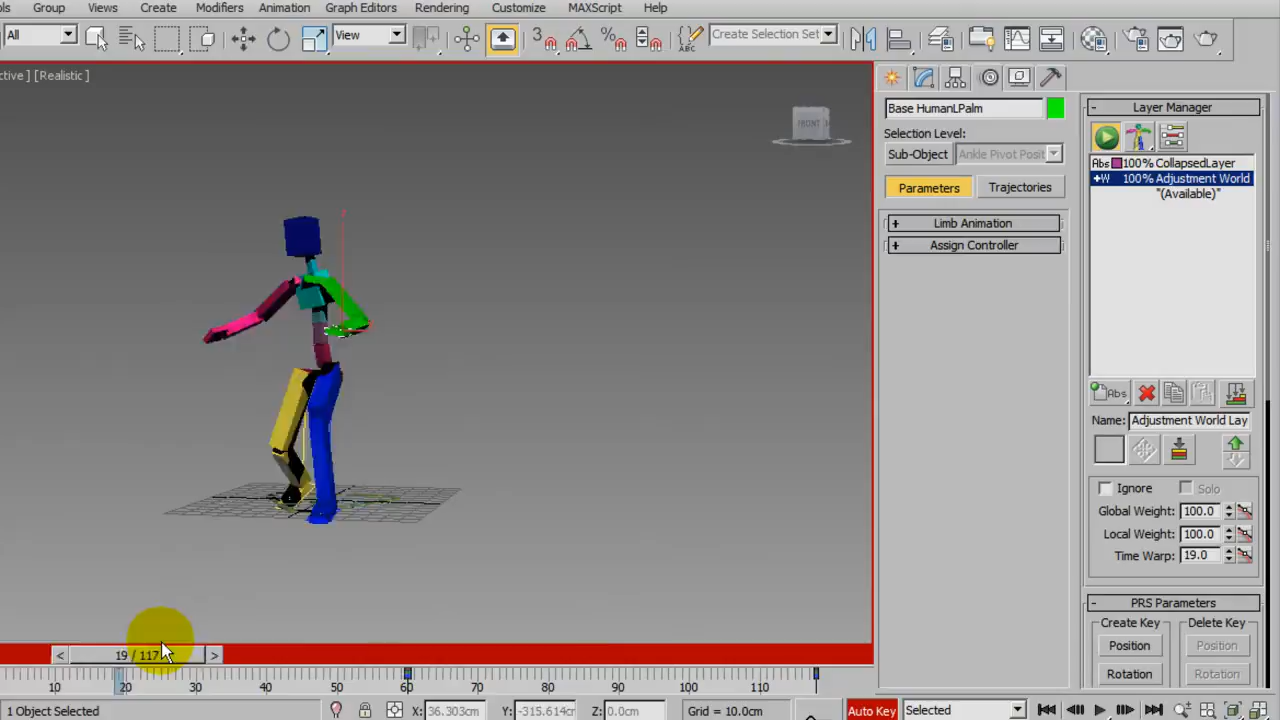 ols Group Views Create Modifiers Animation Graph Editors Rendering Customize MAXScript Help
All View 3 % ABC Create Selection Set
ctive ] [Realistic ]
FRONT
Base HumanLPalm
Selection Level:
Sub-Object Ankle Pivot Posit
Parameters Trajectories
+ Limb Animation
+ Assign Controller
- Layer Manager
Abs 100% CollapsedLayer
+W 100% Adjustment World
"(Available)"
Abs
Name: Adjustment World Lay
Ignore Solo
Global Weight: 100.0
Local Weight: 100.0
Time Warp: 19.0
- PRS Parameters
Create Key Delete Key
Position Position
Rotation Rotation
< 19 / 117 >
10 20 30 40 50 60 70 80 90 100 110
1 Object Selected X: 36.303cm Y: -315.614cm Z: 0.0cm Grid = 10.0cm Auto Key Selected